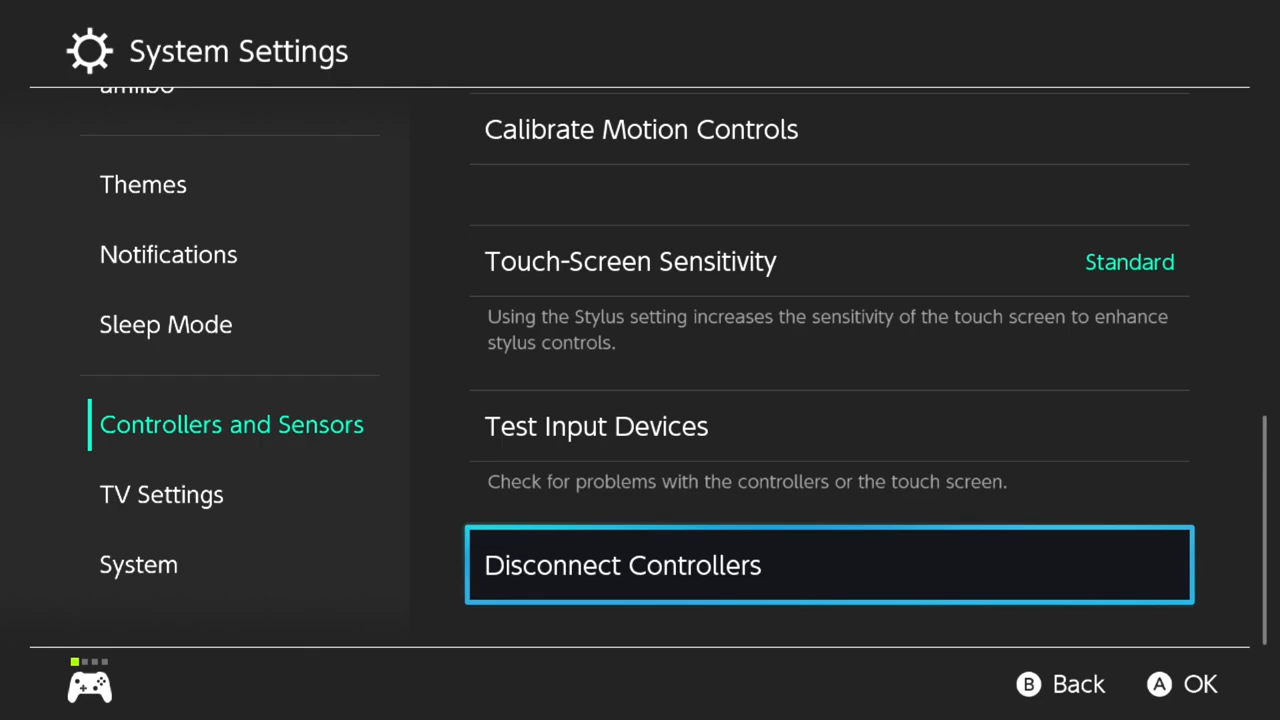 System Settings
amiibo
Themes
Notifications
Sleep Mode
Controllers and Sensors
TV Settings
System
Calibrate Motion Controls
Touch-Screen Sensitivity Standard
Using the Stylus setting increases the sensitivity of the touch screen to enhance
stylus controls.
Test Input Devices
Check for problems with the controllers or the touch screen.
Disconnect Controllers
B Back A OK